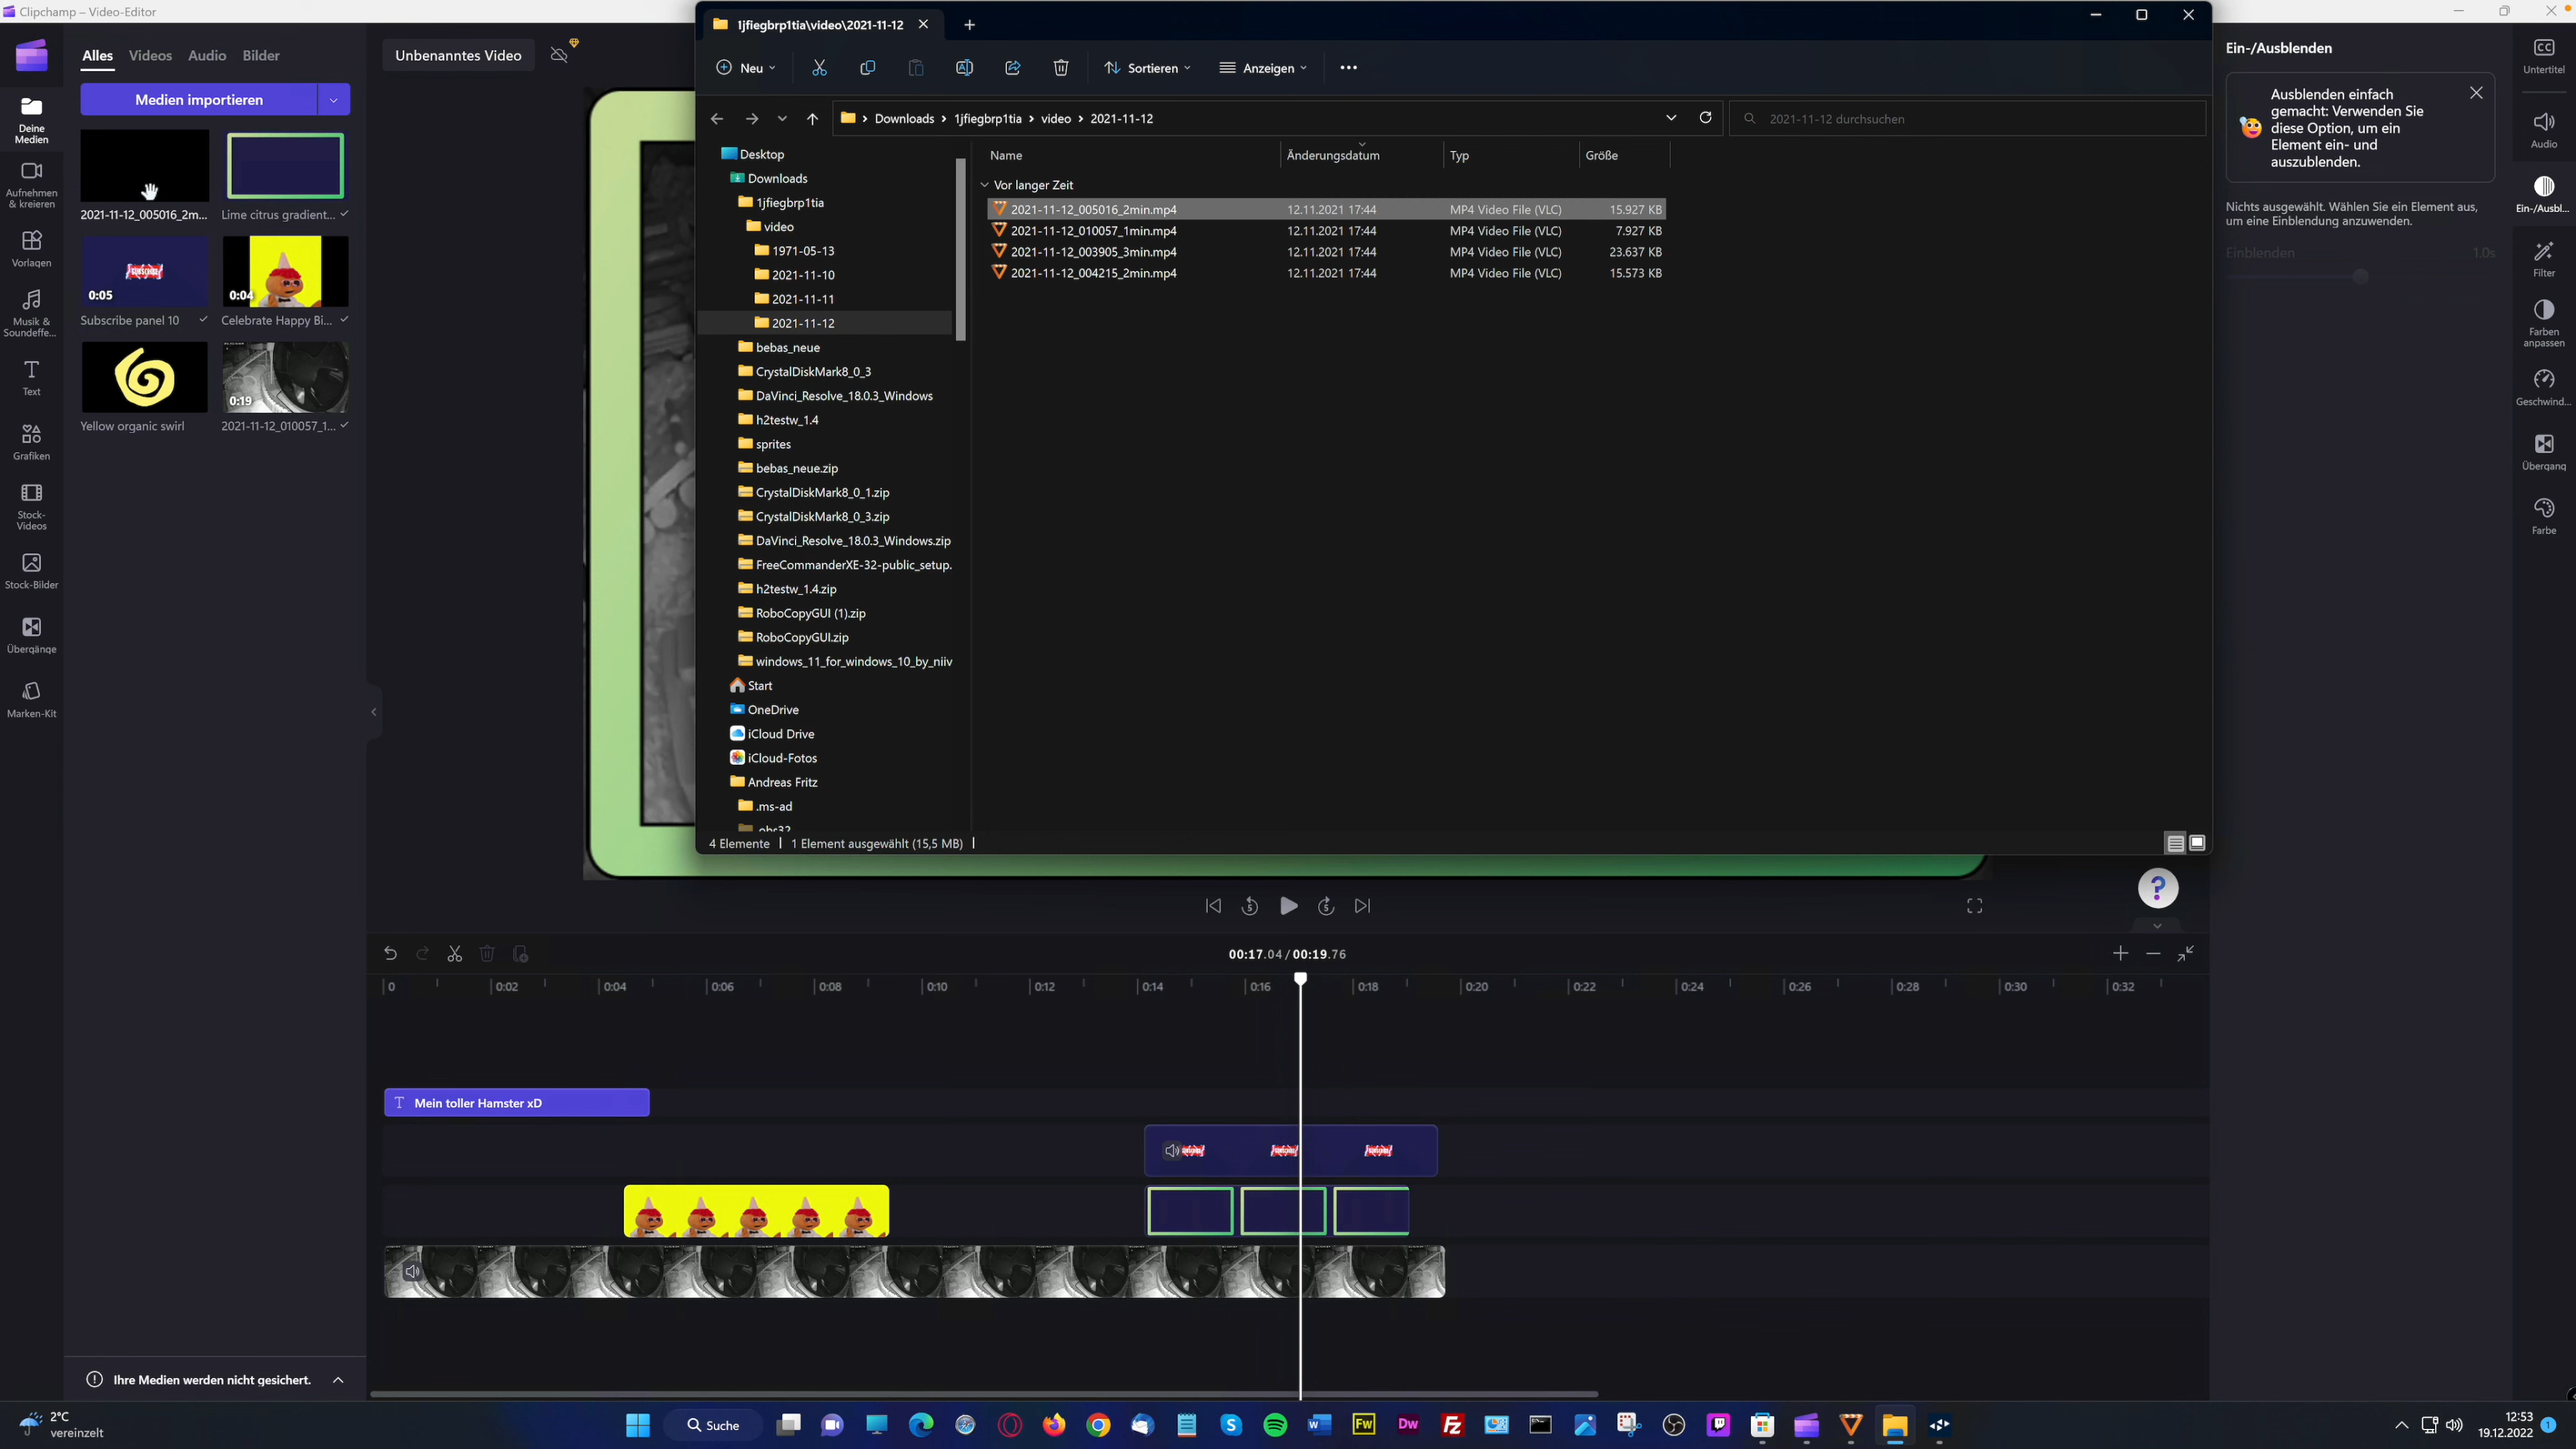 Clipchamp – Video-Editor
Alles Videos Audio Bilder
Medien importieren
Deine Medien
Aufnehmen & kreieren
Vorlagen
Musik & Soundeffe...
Text
Grafiken
Stock-Videos
Stock-Bilder
Übergänge
Marken-Kit
2021-11-12_005016_2m...
Lime citrus gradient...
0:05
Subscribe panel 10
0:04
Celebrate Happy Bi...
Yellow organic swirl
0:19
2021-11-12_010057_1...
Ihre Medien werden nicht gesichert.
Unbenanntes Video
1jfiegbrp1tia\video\2021-11-12
Neu
Sortieren
Anzeigen
Downloads › 1jfiegbrp1tia › video › 2021-11-12
2021-11-12 durchsuchen
Desktop
Downloads
1jfiegbrp1tia
video
1971-05-13
2021-11-10
2021-11-11
2021-11-12
bebas_neue
CrystalDiskMark8_0_3
DaVinci_Resolve_18.0.3_Windows
h2testw_1.4
sprites
bebas_neue.zip
CrystalDiskMark8_0_1.zip
CrystalDiskMark8_0_3.zip
DaVinci_Resolve_18.0.3_Windows.zip
FreeCommanderXE-32-public_setup.
h2testw_1.4.zip
RoboCopyGUI (1).zip
RoboCopyGUI.zip
windows_11_for_windows_10_by_niiv
Start
OneDrive
iCloud Drive
iCloud-Fotos
Andreas Fritz
.ms-ad
.obs32
Name Änderungsdatum Typ Größe
Vor langer Zeit
2021-11-12_005016_2min.mp4 12.11.2021 17:44 MP4 Video File (VLC) 15.927 KB
2021-11-12_010057_1min.mp4 12.11.2021 17:44 MP4 Video File (VLC) 7.927 KB
2021-11-12_003905_3min.mp4 12.11.2021 17:44 MP4 Video File (VLC) 23.637 KB
2021-11-12_004215_2min.mp4 12.11.2021 17:44 MP4 Video File (VLC) 15.573 KB
4 Elemente 1 Element ausgewählt (15,5 MB)
Ein-/Ausblenden
Ausblenden einfach
gemacht: Verwenden Sie
diese Option, um ein
Element ein- und
auszublenden.
Nichts ausgewählt. Wählen Sie ein Element aus,
um eine Einblendung anzuwenden.
Einblenden 1.0s
CC
Untertitel
Audio
Ein-/Ausbl...
Filter
Farben anpassen
Geschwind...
Übergang
Farbe
5 5
?
00:17.04 / 00:19.76
0 0:02 0:04 0:06 0:08 0:10 0:12 0:14 0:16 0:18 0:20 0:22 0:24 0:26 0:28 0:30 0:32
T Mein toller Hamster xD
2°C
vereinzelt
Suche
Fw Dw
12:53
19.12.2022
1